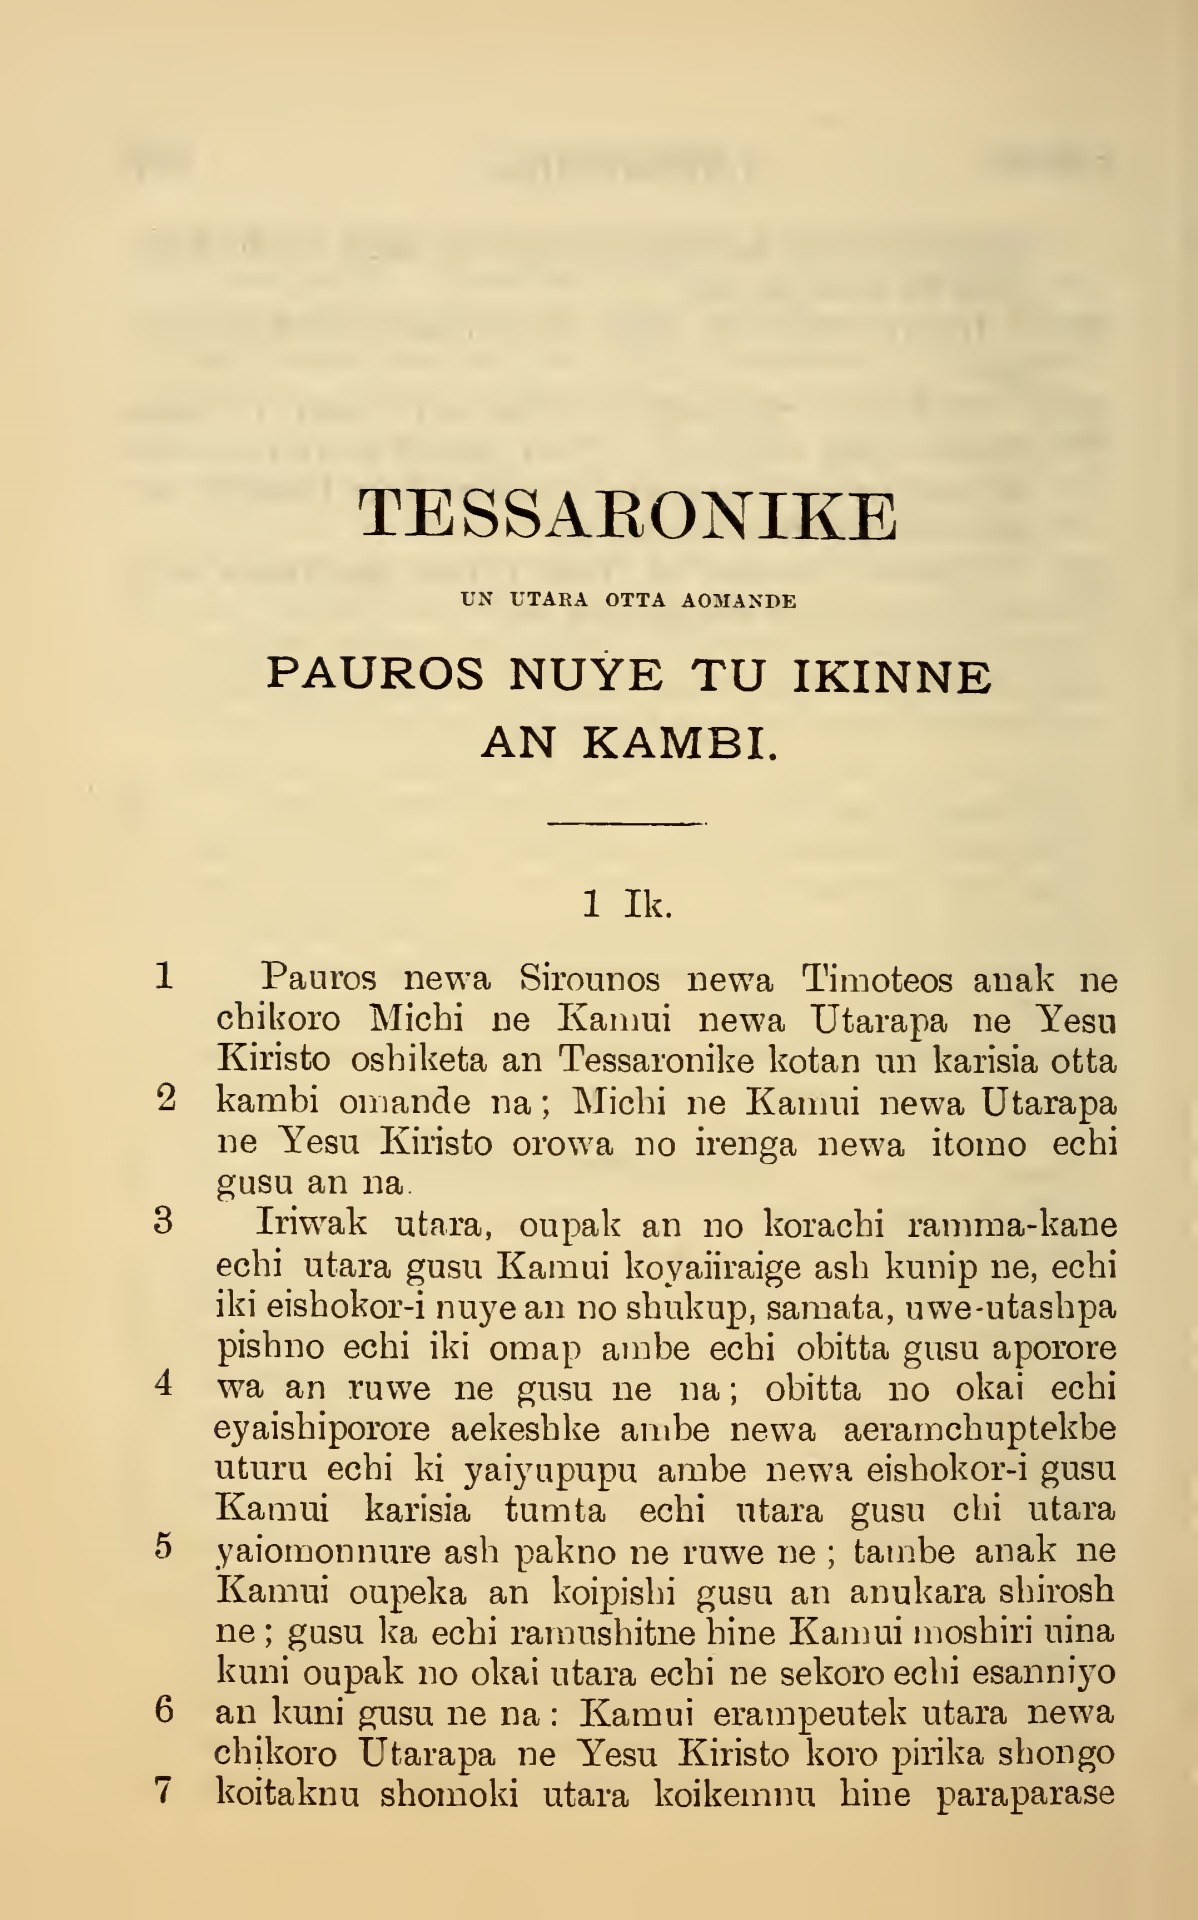 TESSARONIKE
UN UTARA OTTA AOMANDE
PAUROS NUYE TU IKINNE
AN KAMBI.
1 Ik.
1 Pauros newa Sirounos newa Timoteos anak ne
chikoro Michi ne Kamui newa Utarapa ne Yesu
Kiristo oshiketa an Tessaronike kotan un karisia otta
2 kambi omande na; Michi ne Kamui newa Utarapa
ne Yesu Kiristo orowa no irenga newa itomo echi
gusu an na.
3 Iriwak utara, oupak an no korachi ramma-kane
echi utara gusu Kamui koyaiiraige ash kunip ne, echi
iki eishokor-i nuye an no shukup, samata, uwe-utashpa
pishno echi iki omap ambe echi obitta gusu aporore
4 wa an ruwe ne gusu ne na; obitta no okai echi
eyaishiporore aekeshke ambe newa aeramchuptekbe
uturu echi ki yaiyupupu ambe newa eishokor-i gusu
Kamui karisia tumta echi utara gusu chi utara
5 yaiomonnure ash pakno ne ruwe ne; tambe anak ne
Kamui oupeka an koipishi gusu an anukara shirosh
ne; gusu ka echi ramushitne hine Kamui moshiri uina
kuni oupak no okai utara echi ne sekoro echi esanniyo
6 an kuni gusu ne na: Kamui erampeutek utara newa
chikoro Utarapa ne Yesu Kiristo koro pirika shongo
7 koitaknu shomoki utara koikemnu hine paraparase